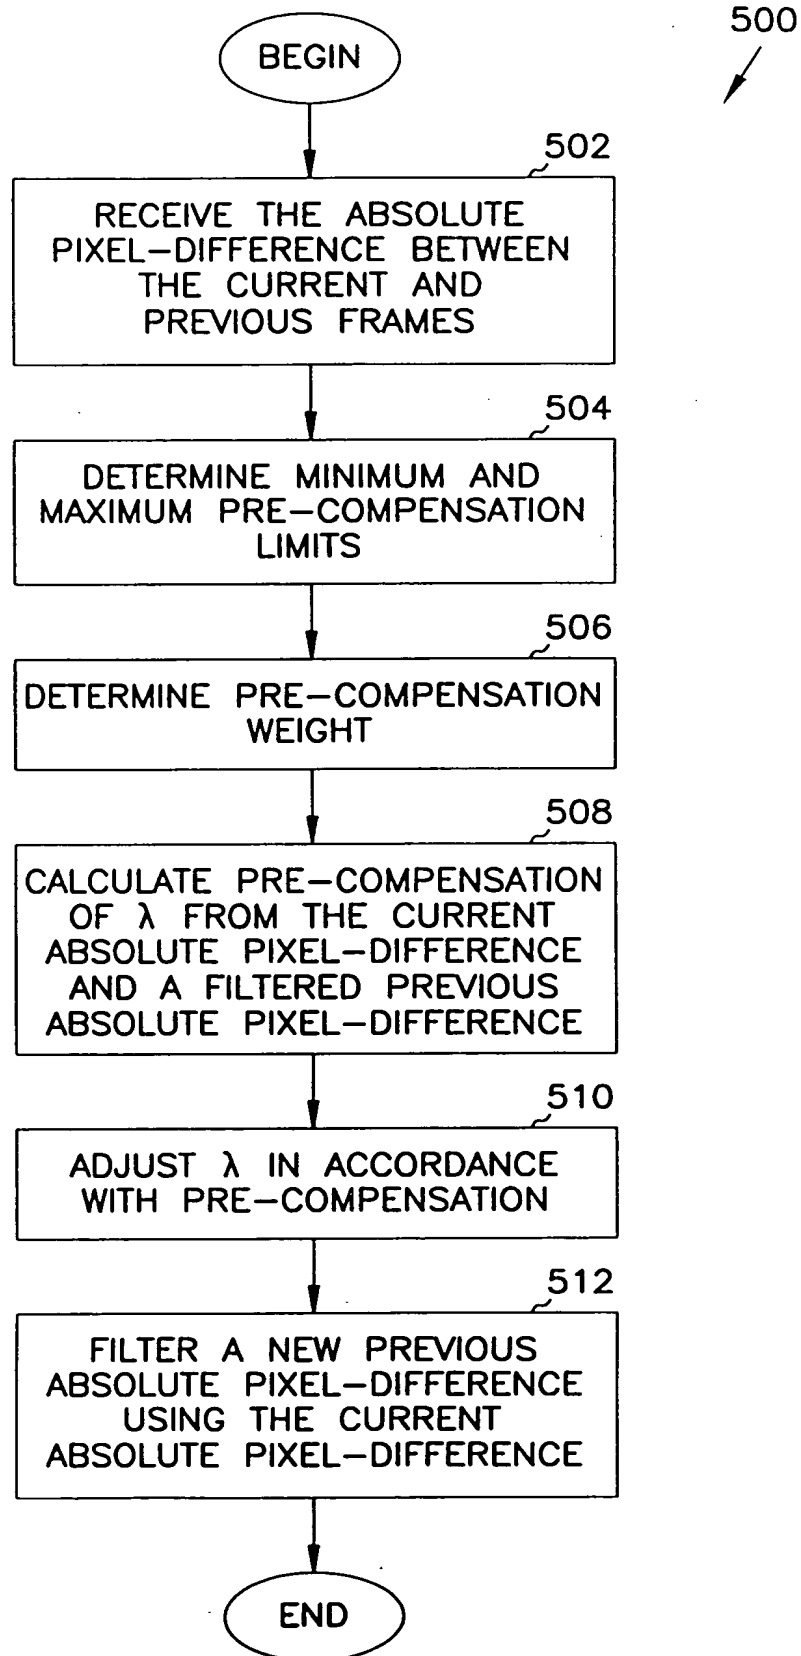 500
BEGIN
502
RECEIVE THE ABSOLUTE
PIXEL-DIFFERENCE BETWEEN
THE CURRENT AND
PREVIOUS FRAMES
504
DETERMINE MINIMUM AND
MAXIMUM PRE-COMPENSATION
LIMITS
506
DETERMINE PRE-COMPENSATION
WEIGHT
508
CALCULATE PRE-COMPENSATION
OF λ FROM THE CURRENT
ABSOLUTE PIXEL-DIFFERENCE
AND A FILTERED PREVIOUS
ABSOLUTE PIXEL-DIFFERENCE
510
ADJUST λ IN ACCORDANCE
WITH PRE-COMPENSATION
512
FILTER A NEW PREVIOUS
ABSOLUTE PIXEL-DIFFERENCE
USING THE CURRENT
ABSOLUTE PIXEL-DIFFERENCE
END